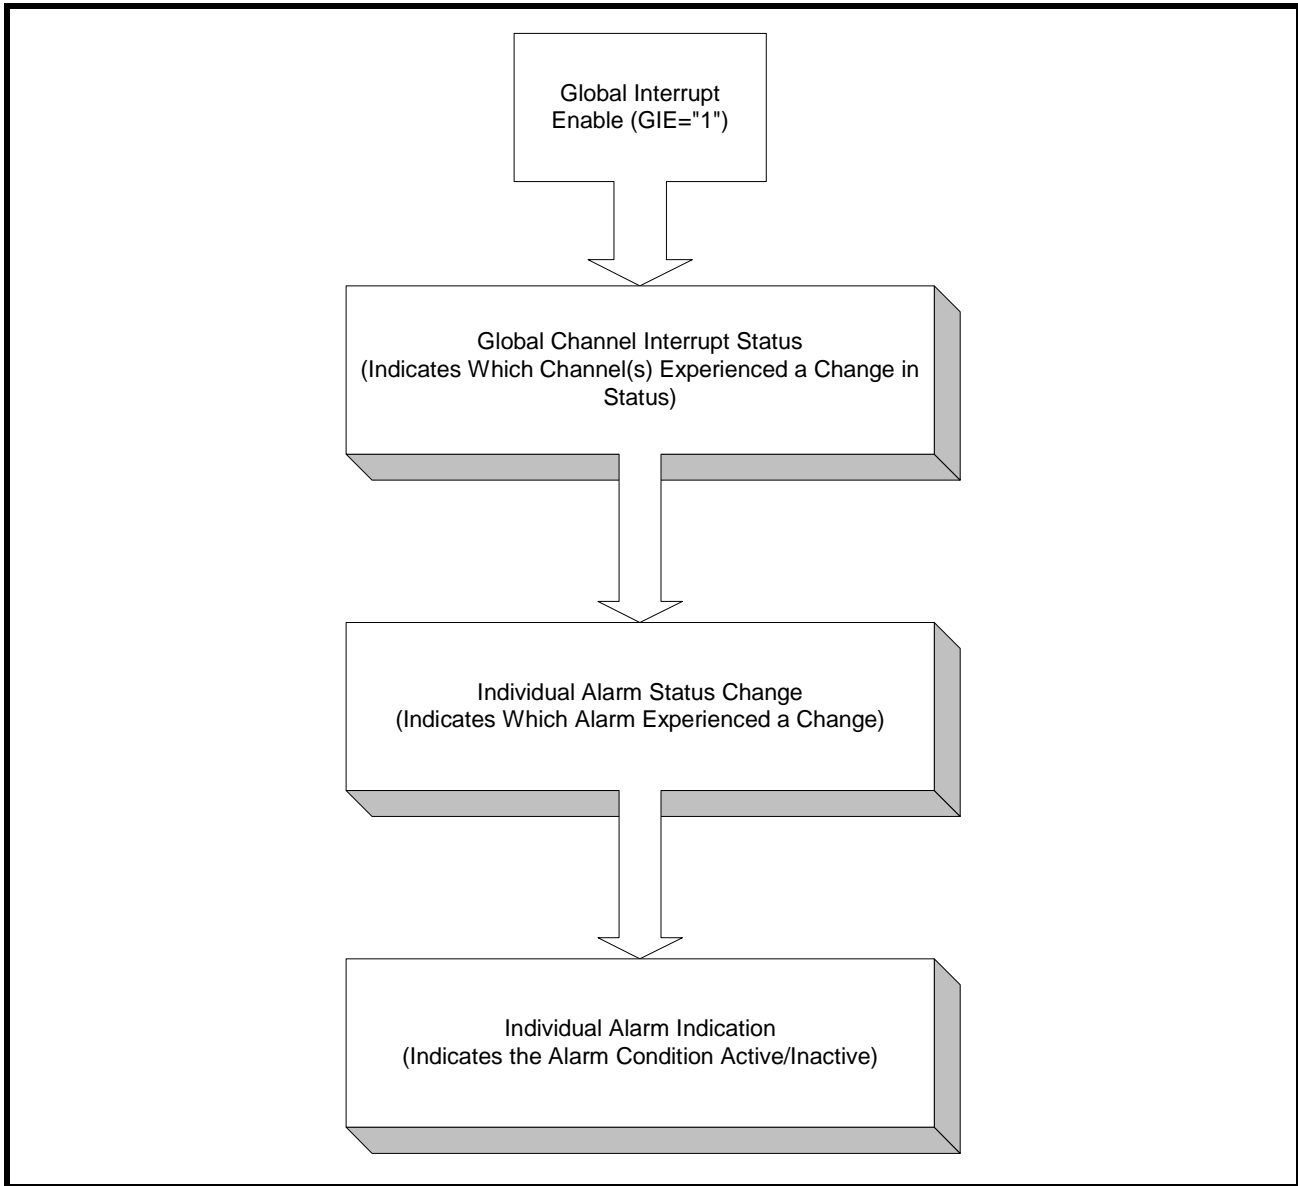 Global Interrupt
Enable (GIE="1")
Global Channel Interrupt Status
(Indicates Which Channel(s) Experienced a Change in
Status)
Individual Alarm Status Change
(Indicates Which Alarm Experienced a Change)
Individual Alarm Indication
(Indicates the Alarm Condition Active/Inactive)